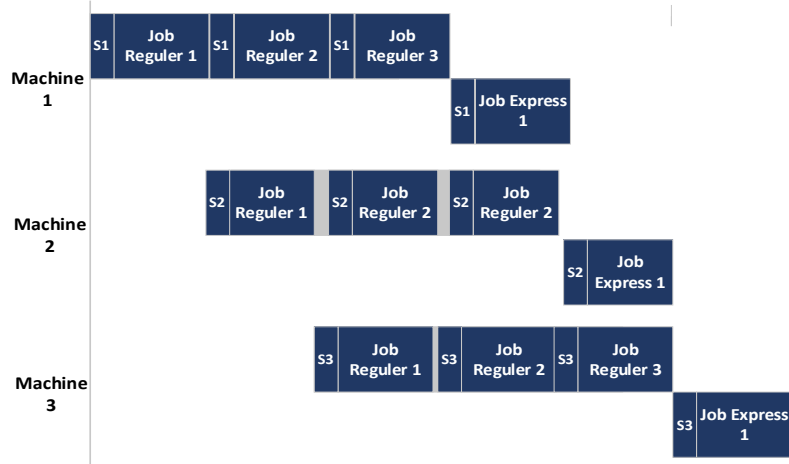 S1
Job
Reguler 1
S1
Job
Reguler 2
S1
Job
Reguler 3
Machine
1
S1
Job Express
1
S2
Job
Reguler 1
S2
Job
Reguler 2
S2
Job
Reguler 2
Machine
2
S2
Job
Express 1
S3
Job
Reguler 1
S3
Job
Reguler 2
S3
Job
Reguler 3
Machine
3
S3
Job Express
1